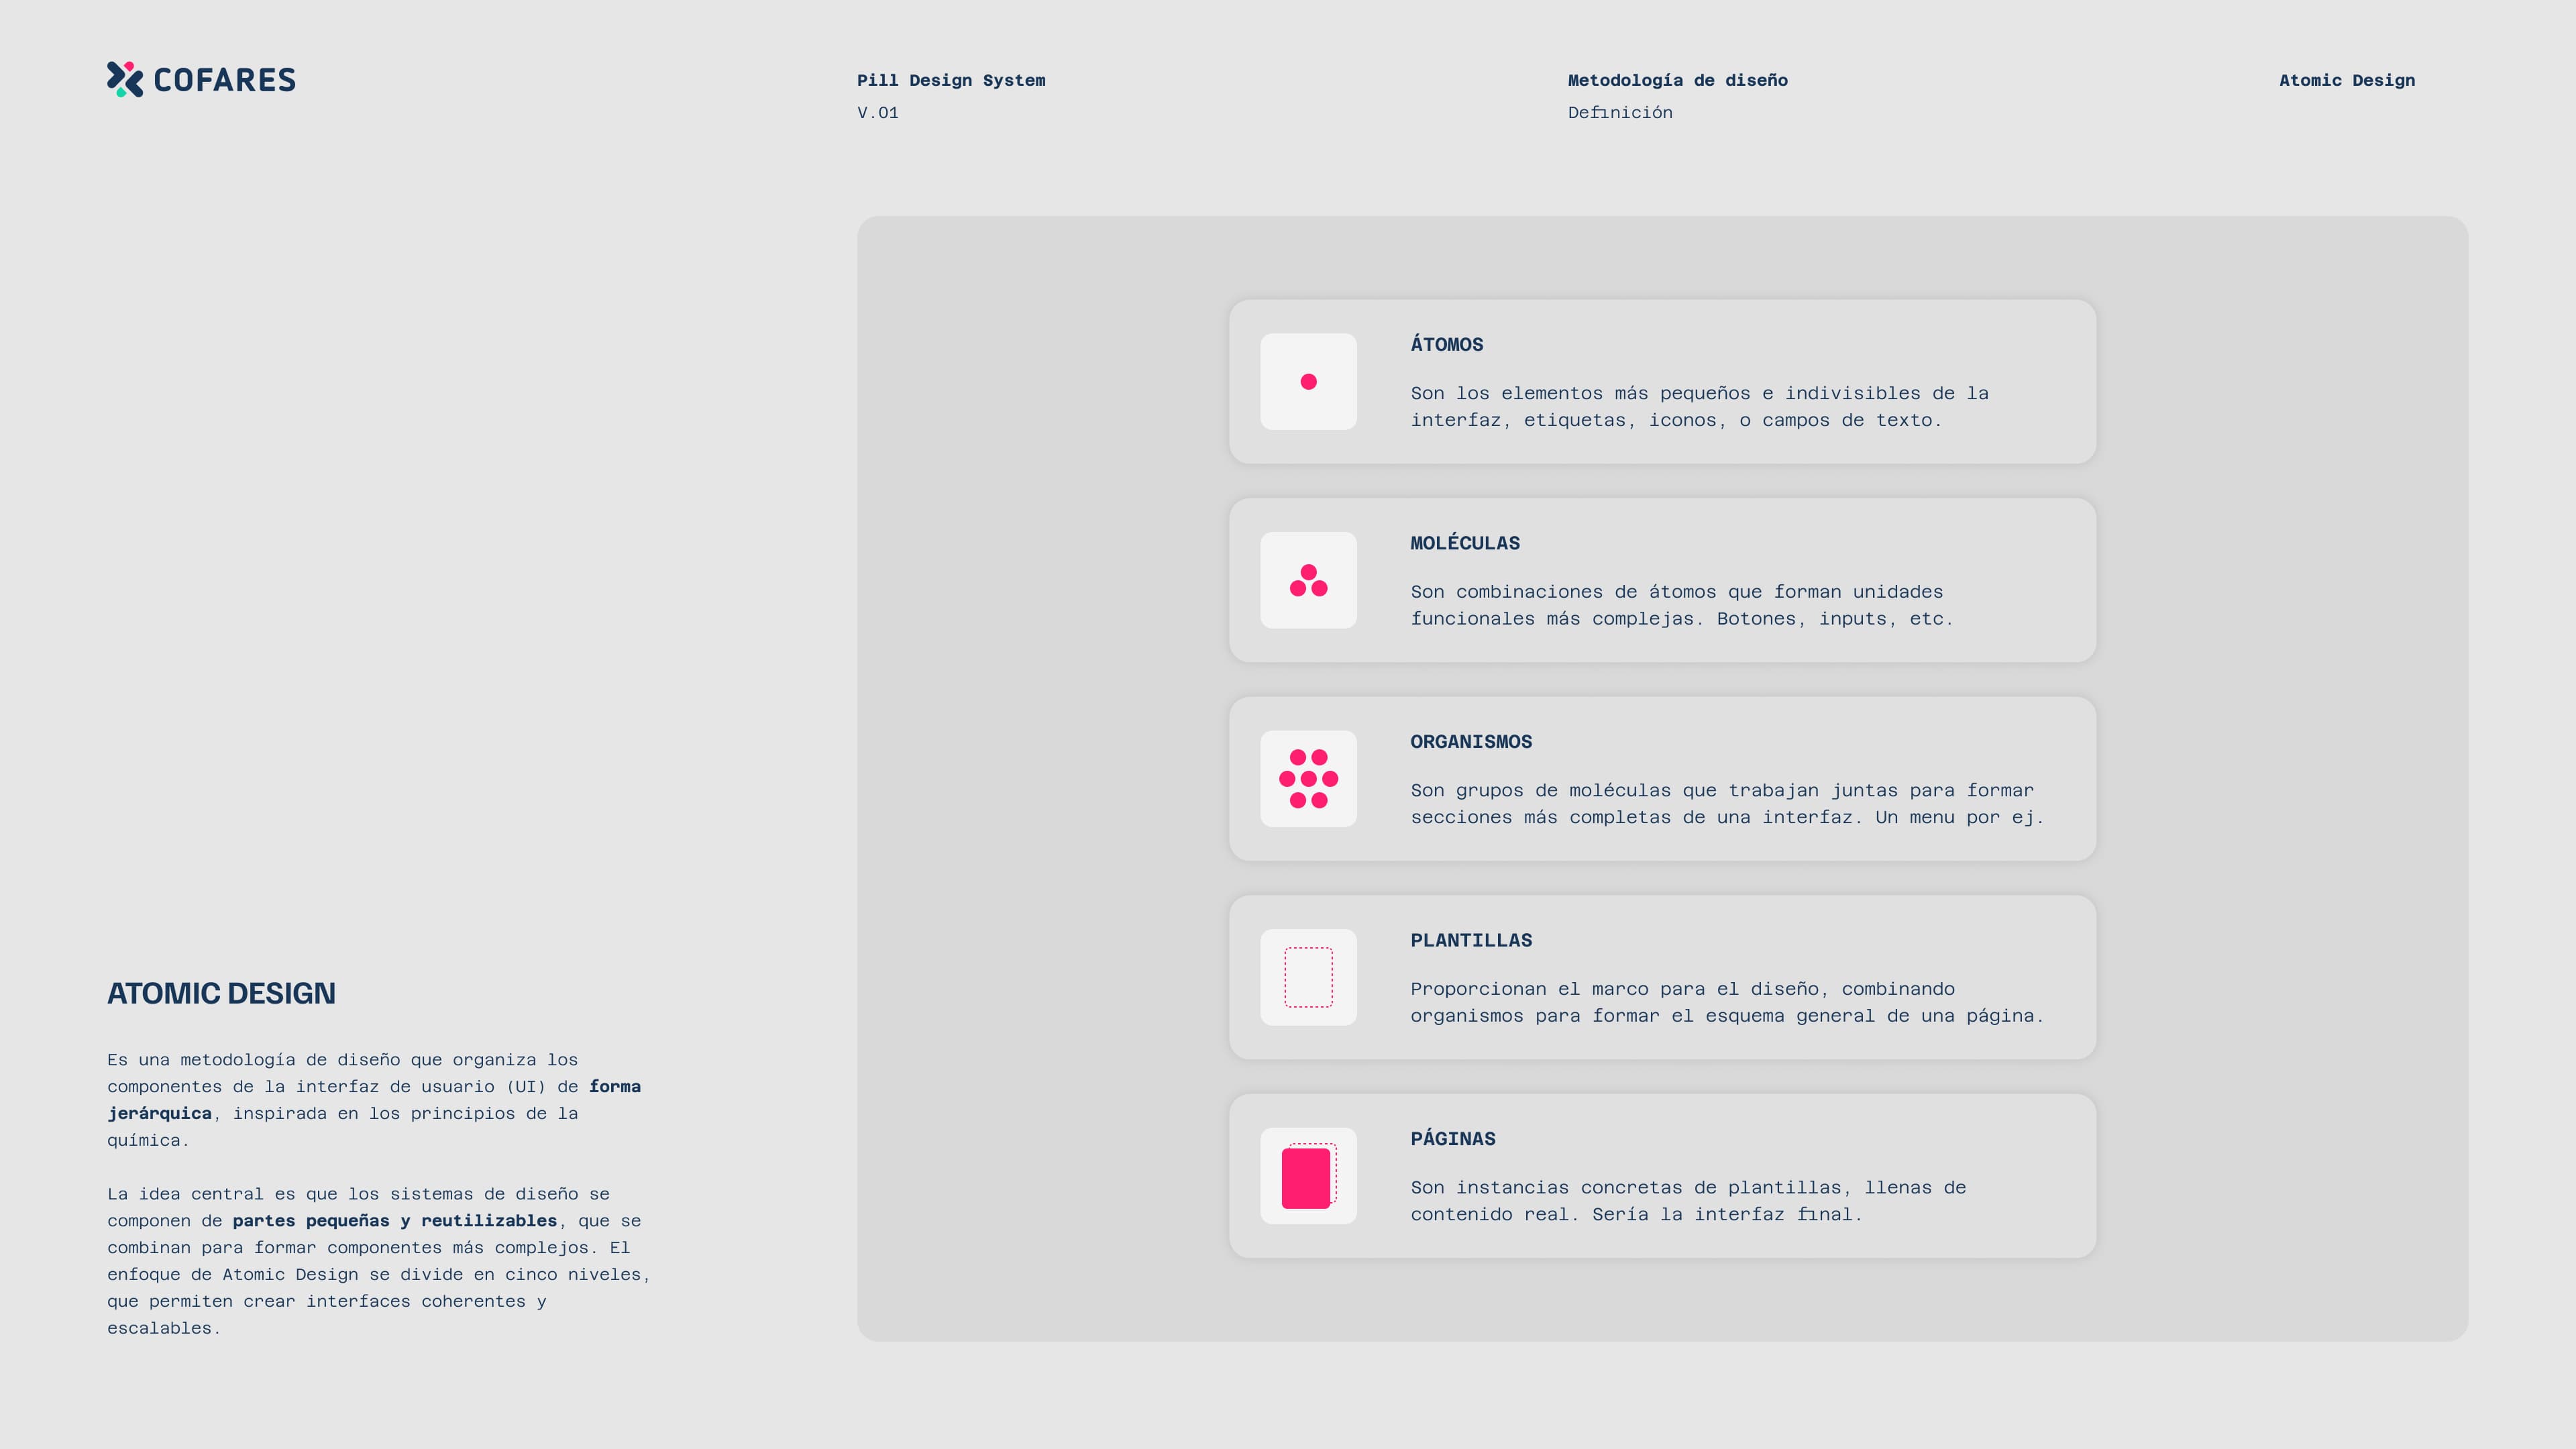 COFARES
Pill Design System
V.01
Metodología de diseño
Definición
Atomic Design
ATOMIC DESIGN
Es una metodología de diseño que organiza los
componentes de la interfaz de usuario (UI) de forma
jerárquica, inspirada en los principios de la
química.
La idea central es que los sistemas de diseño se
componen de partes pequeñas y reutilizables, que se
combinan para formar componentes más complejos. El
enfoque de Atomic Design se divide en cinco niveles,
que permiten crear interfaces coherentes y
escalables.
ÁTOMOS
Son los elementos más pequeños e indivisibles de la
interfaz, etiquetas, iconos, o campos de texto.
MOLÉCULAS
Son combinaciones de átomos que forman unidades
funcionales más complejas. Botones, inputs, etc.
ORGANISMOS
Son grupos de moléculas que trabajan juntas para formar
secciones más completas de una interfaz. Un menu por ej.
PLANTILLAS
Proporcionan el marco para el diseño, combinando
organismos para formar el esquema general de una página.
PÁGINAS
Son instancias concretas de plantillas, llenas de
contenido real. Sería la interfaz final.